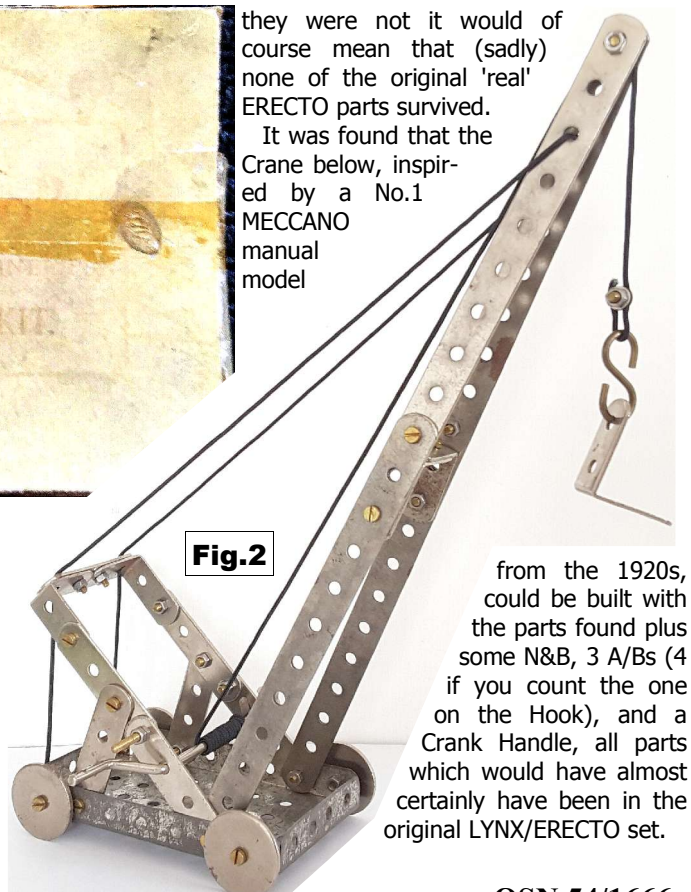 they were not it would of
course mean that (sadly)
none of the original 'real'
ERECTO parts survived.
It was found that the
Crane below, inspir-
ed by a No.1
MECCANO
manual
model
KIT.
Fig.2
from the 1920s,
could be built with
the parts found plus
some N&B, 3 A/Bs (4
if you count the one
on the Hook), and a
Crank Handle, all parts
which would have almost
certainly have been in the
original LYNX/ERECTO set.